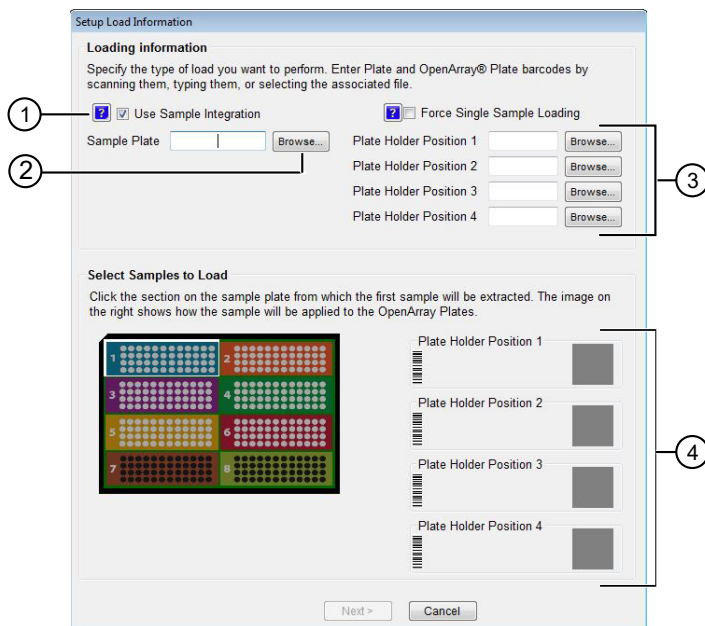 Setup Load Information
Loading information
Specify the type of load you want to perform. Enter Plate and OpenArray® Plate barcodes by
scanning them, typing them, or selecting the associated file.
1
? Use Sample Integration
? Force Single Sample Loading
Sample Plate
Browse...
2
Plate Holder Position 1
Browse...
Plate Holder Position 2
Browse...
Plate Holder Position 3
Browse...
Plate Holder Position 4
Browse...
3
Select Samples to Load
Click the section on the sample plate from which the first sample will be extracted. The image on
the right shows how the sample will be applied to the OpenArray Plates.
1
2
3
4
5
6
7
8
Plate Holder Position 1
Plate Holder Position 2
Plate Holder Position 3
Plate Holder Position 4
4
Next >
Cancel